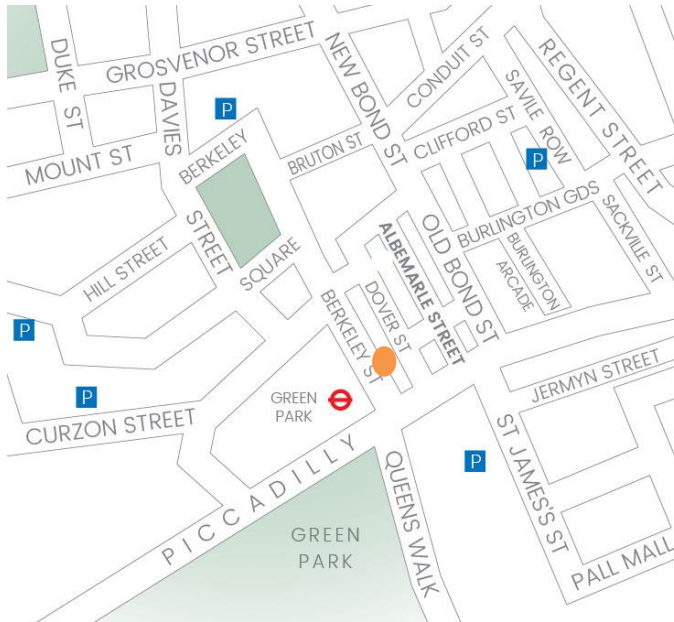 DUKE ST
GROSVENOR STREET
DAVIES
STREET
NEW BOND ST
CONDUIT ST
REGENT STREET
SAVILE ROW
P
MOUNT ST
BERKELEY
SQUARE
BRUTON ST
CLIFFORD ST
P
BURLINGTON GDS
SACKVILLE ST
HILL STREET
ALBEMARLE STREET
OLD BOND ST
BURLINGTON
ARCADE
DOVER ST
BERKELEY ST
P
P
CURZON STREET
GREEN
PARK
JERMYN STREET
PICCADILLY
QUEENS WALK
P
ST JAMES'S ST
GREEN
PARK
PALL MALL